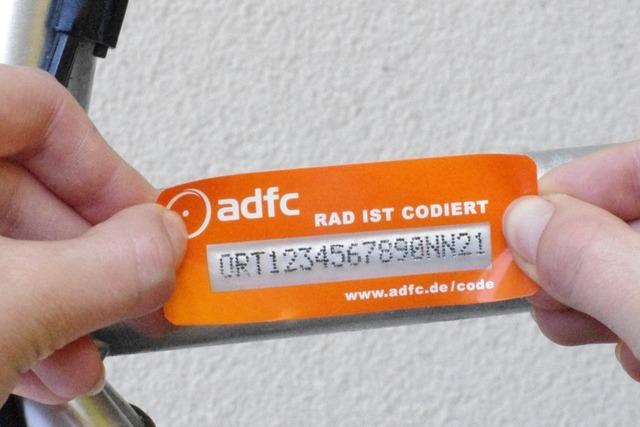 adfc
RAD IST CODIERT
ORT1234567890NN21
www.adfc.de/code